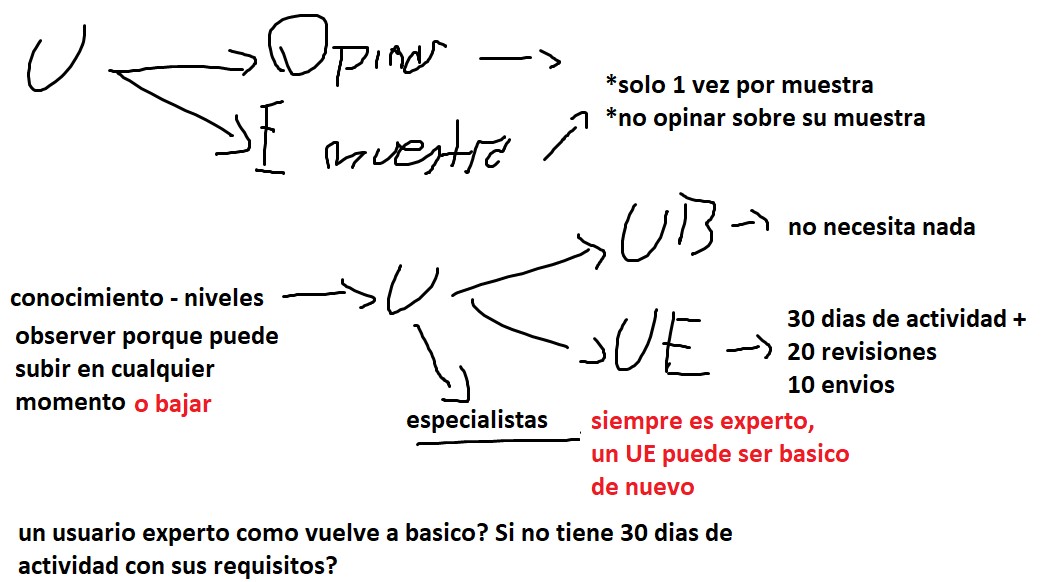 U
Opinar
E muestra
*solo 1 vez por muestra
*no opinar sobre su muestra
UB
no necesita nada
conocimiento - niveles
U
observer porque puede
subir en cualquier
momento o bajar
UE
30 dias de actividad +
20 revisiones
10 envios
especialistas
siempre es experto,
un UE puede ser basico
de nuevo
un usuario experto como vuelve a basico? Si no tiene 30 dias de
actividad con sus requisitos?